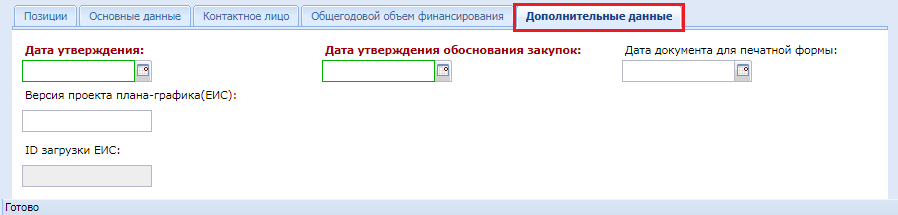 Позиции Основные данные Контактное лицо Общегодовой объем финансирования Дополнительные данные
Дата утверждения: Дата утверждения обоснования закупок: Дата документа для печатной формы:
Версия проекта плана-графика(ЕИС):
ID загрузки ЕИС:
Готово